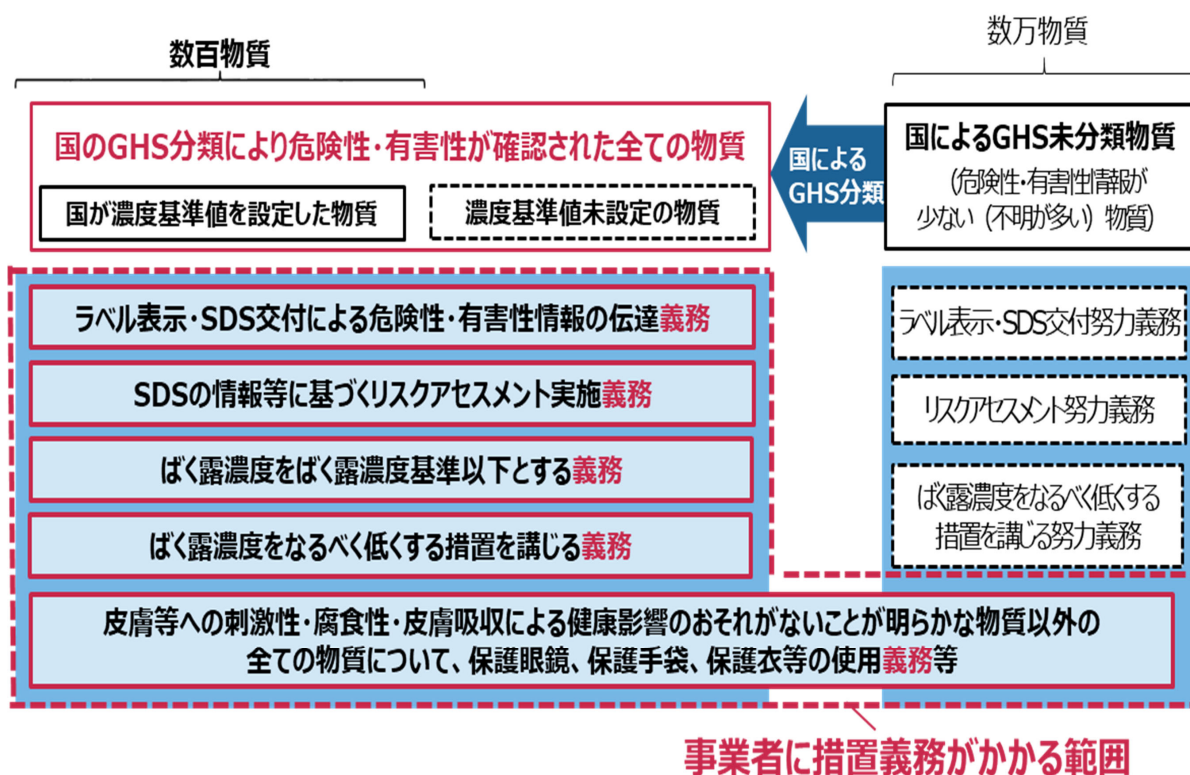 数百物質
数万物質
国のGHS分類により危険性・有害性が確認された全ての物質
国が濃度基準値を設定した物質
濃度基準値未設定の物質
国による
GHS分類
国によるGHS未分類物質
(危険性・有害性情報が
少ない(不明が多い)物質)
ラベル表示・SDS交付による危険性・有害性情報の伝達義務
SDSの情報等に基づくリスクアセスメント実施義務
ばく露濃度をばく露濃度基準以下とする義務
ばく露濃度をなるべく低くする措置を講じる義務
ラベル表示・SDS交付努力義務
リスクアセスメント努力義務
ばく露濃度をなるべく低くする
措置を講じる努力義務
皮膚等への刺激性・腐食性・皮膚吸収による健康影響のおそれがないことが明らかな物質以外の
全ての物質について、保護眼鏡、保護手袋、保護衣等の使用義務等
事業者に措置義務がかかる範囲